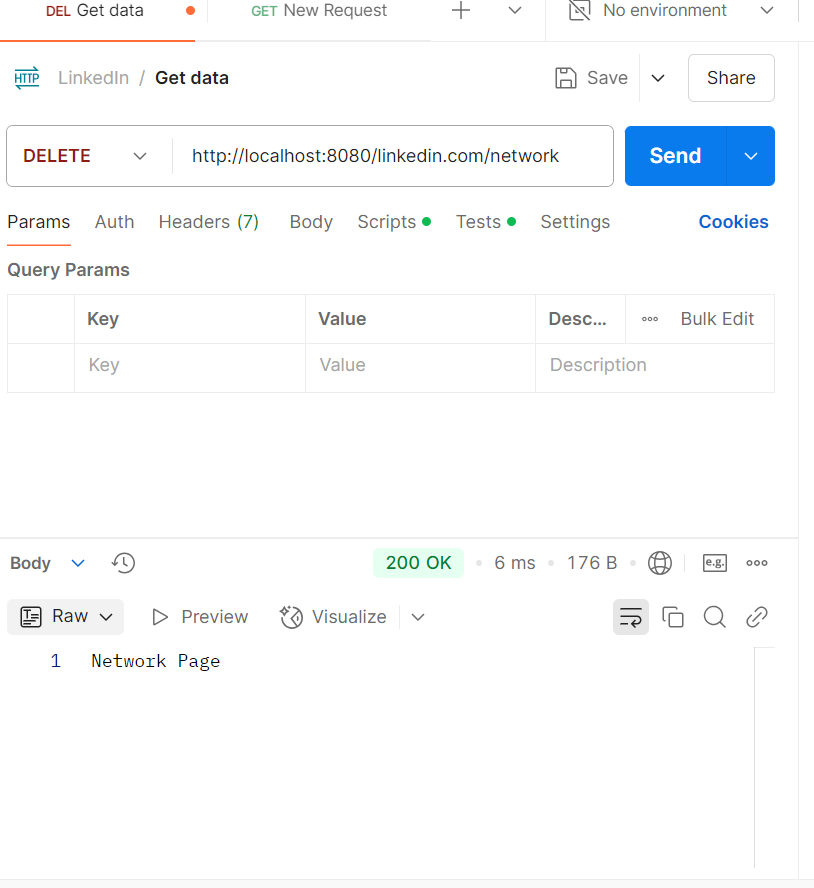 DEL Get data GET New Request No environment
HTTP LinkedIn / Get data Save Share
DELETE http://localhost:8080/linkedin.com/network Send
Params Auth Headers (7) Body Scripts Tests Settings Cookies
Query Params
Key Value Desc... Bulk Edit
Key Value Description
Body 200 OK 6 ms 176 B e.g.
Raw Preview Visualize
1 Network Page